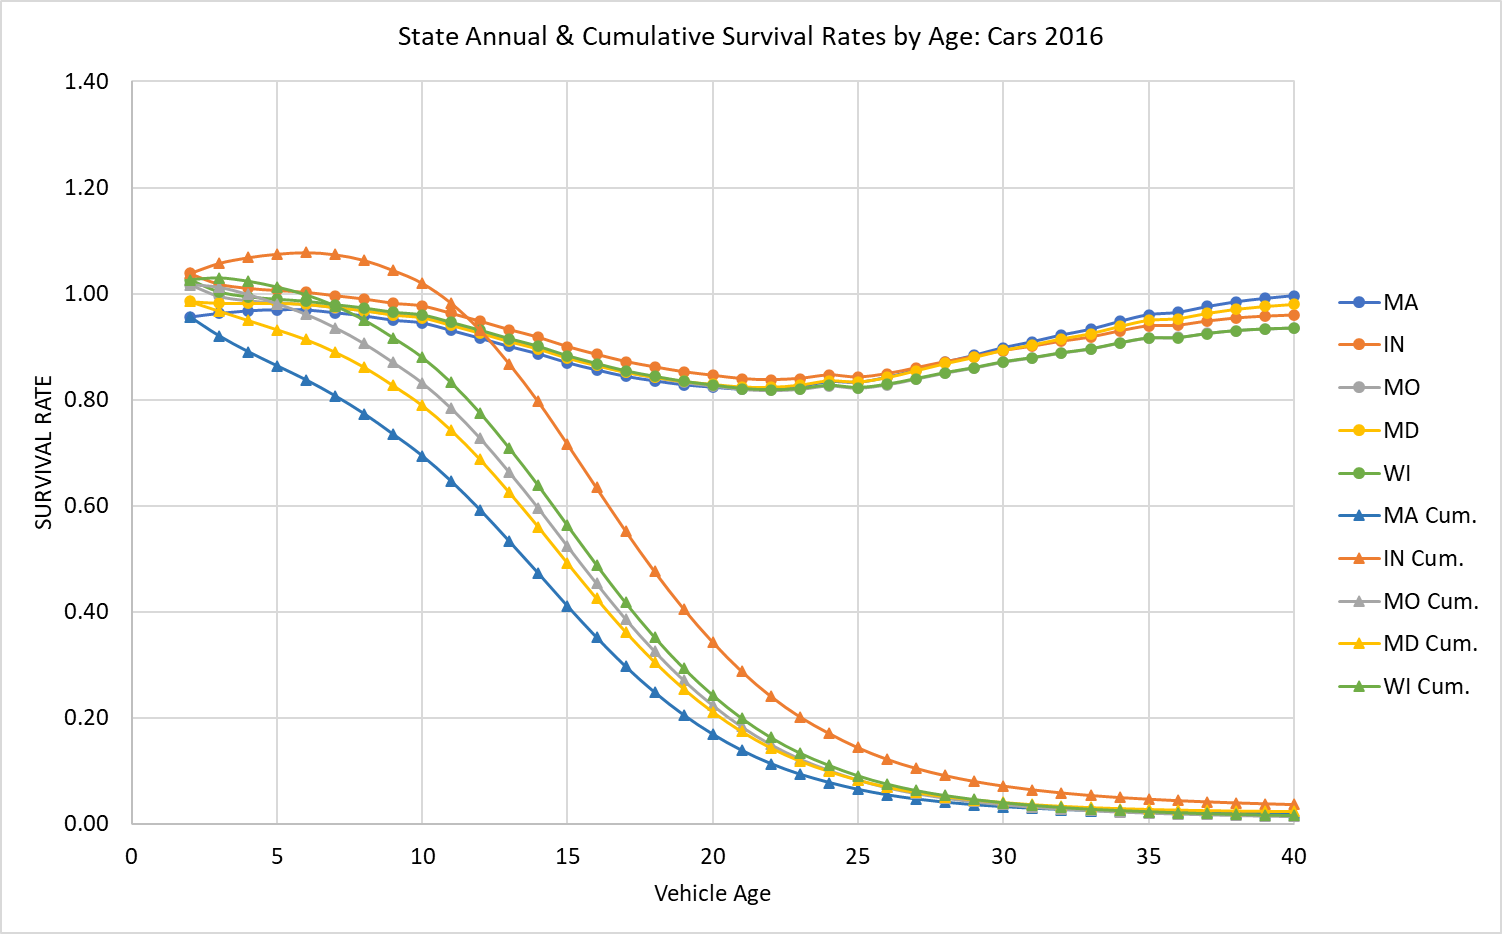 State Annual & Cumulative Survival Rates by Age: Cars 2016
1.40
1.20
1.00
0.80
0.60
0.40
0.20
0.00
SURVIVAL RATE
0 5 10 15 20 25 30 35 40
Vehicle Age
MA
IN
MO
MD
WI
MA Cum.
IN Cum.
MO Cum.
MD Cum.
WI Cum.